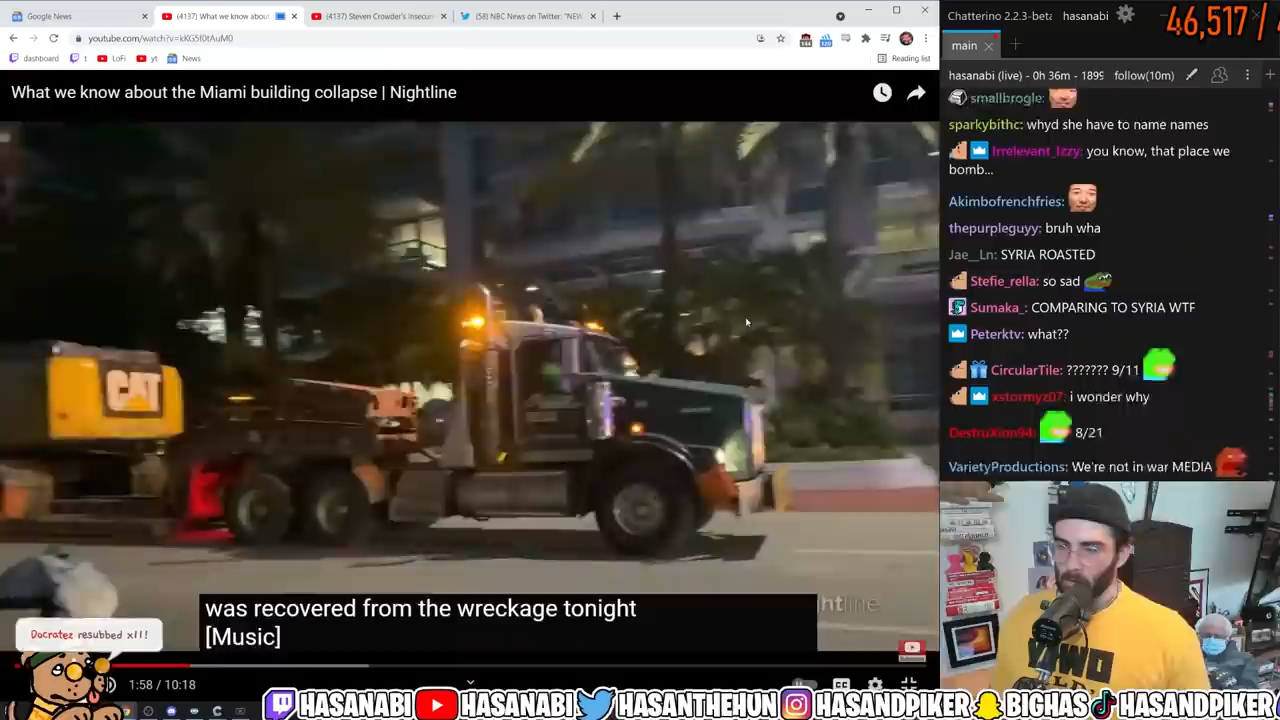 Google News
(4137) What we know about
(4137) Steven Crowder's Insecur
(58) NBC News on Twitter: "NEW
youtube.com/watch?v=kKG5f0tAuM0
dashboard
t
LoFi
yt
News
Reading list
What we know about the Miami building collapse | Nightline
CAT
was recovered from the wreckage tonight
[Music]
htline
Docratez resubbed x11!
1:58 / 10:18
Chatterino 2.2.3-beta
hasanabi
46,517 /
main
hasanabi (live) - 0h 36m - 1899
follow(10m)
smallbrogle:
sparkybithc: whyd she have to name names
Irrelevant_Izzy: you know, that place we
bomb...
Akimbofrenchfries:
thepurpleguyy: bruh wha
Jae__Ln: SYRIA ROASTED
Stefie_rella: so sad
Sumaka_: COMPARING TO SYRIA WTF
Peterktv: what??
CircularTile: ??????? 9/11
xstormyz07: i wonder why
DestruXion94: 8/21
VarietyProductions: We're not in war MEDIA
HASANABI
HASANABI
HASANTHEHUN
HASANDPIKER
BIGHAS
HASANDPIKER